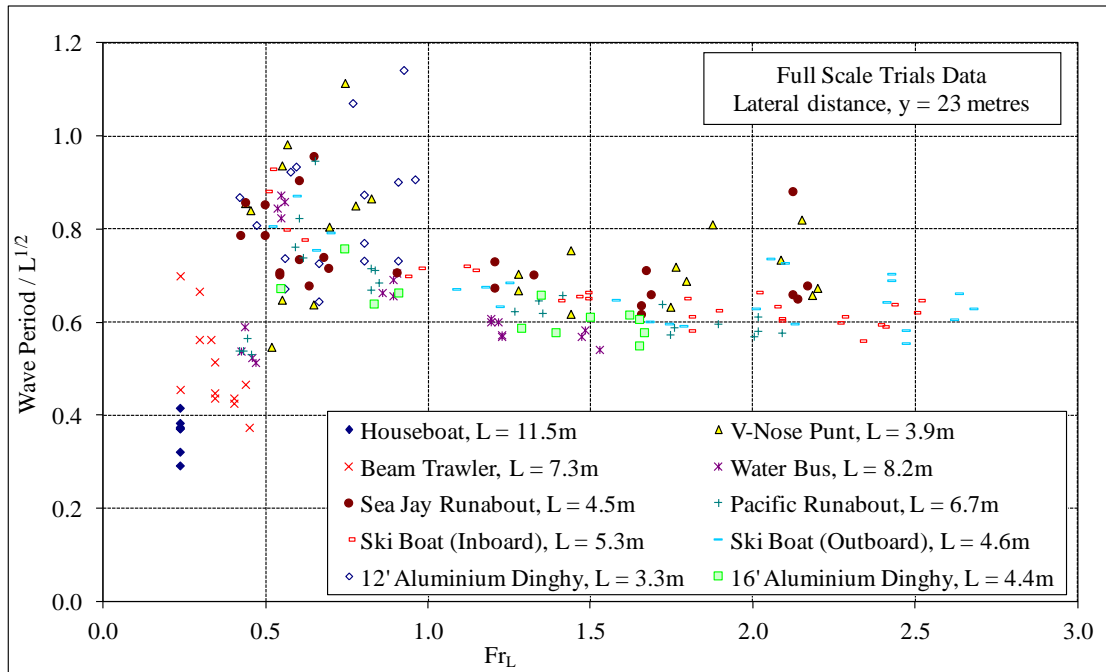 Full Scale Trials Data
Lateral distance, y = 23 metres
Wave Period / L^1/2
1.2
1.0
0.8
0.6
0.4
0.2
0.0
Houseboat, L = 11.5m
V-Nose Punt, L = 3.9m
Beam Trawler, L = 7.3m
Water Bus, L = 8.2m
Sea Jay Runabout, L = 4.5m
Pacific Runabout, L = 6.7m
Ski Boat (Inboard), L = 5.3m
Ski Boat (Outboard), L = 4.6m
12' Aluminium Dinghy, L = 3.3m
16' Aluminium Dinghy, L = 4.4m
0.0 0.5 1.0 1.5 2.0 2.5 3.0
Fr_L